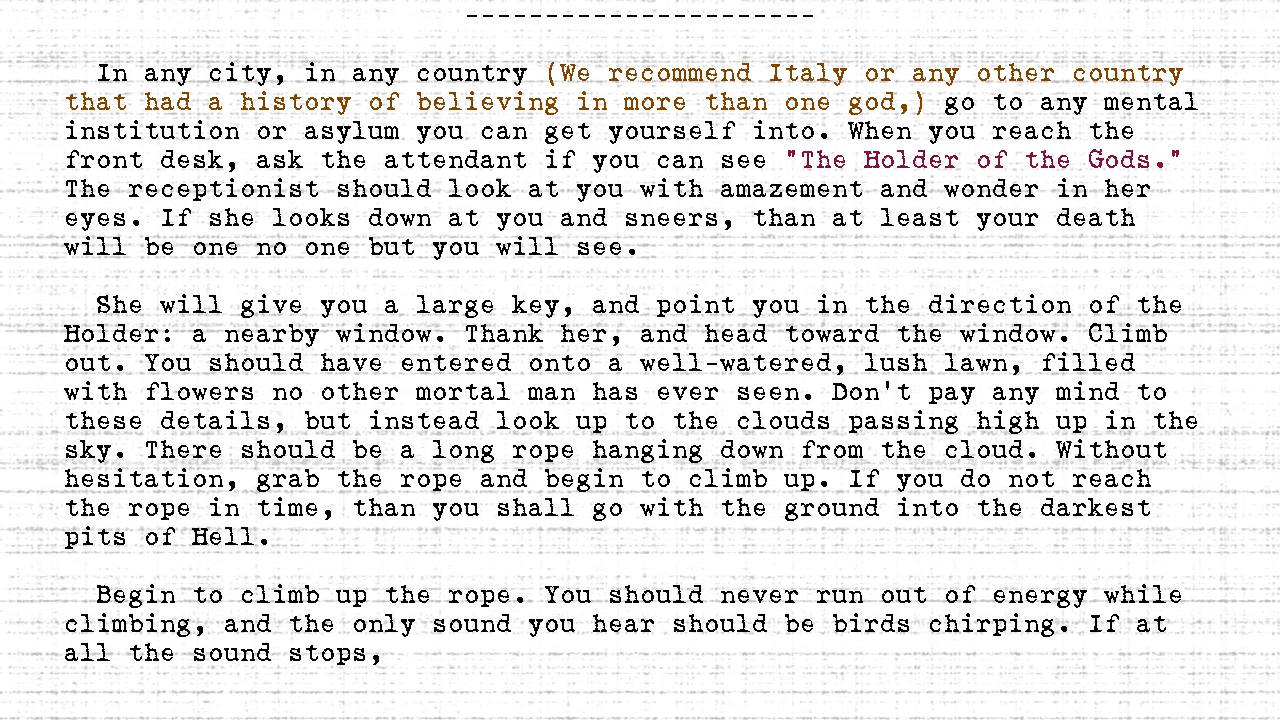 ----------------------
In any city, in any country (We recommend Italy or any other country
that had a history of believing in more than one god,) go to any mental
institution or asylum you can get yourself into. When you reach the
front desk, ask the attendant if you can see "The Holder of the Gods."
The receptionist should look at you with amazement and wonder in her
eyes. If she looks down at you and sneers, than at least your death
will be one no one but you will see.
She will give you a large key, and point you in the direction of the
Holder: a nearby window. Thank her, and head toward the window. Climb
out. You should have entered onto a well-watered, lush lawn, filled
with flowers no other mortal man has ever seen. Don't pay any mind to
these details, but instead look up to the clouds passing high up in the
sky. There should be a long rope hanging down from the cloud. Without
hesitation, grab the rope and begin to climb up. If you do not reach
the rope in time, than you shall go with the ground into the darkest
pits of Hell.
Begin to climb up the rope. You should never run out of energy while
climbing, and the only sound you hear should be birds chirping. If at
all the sound stops,